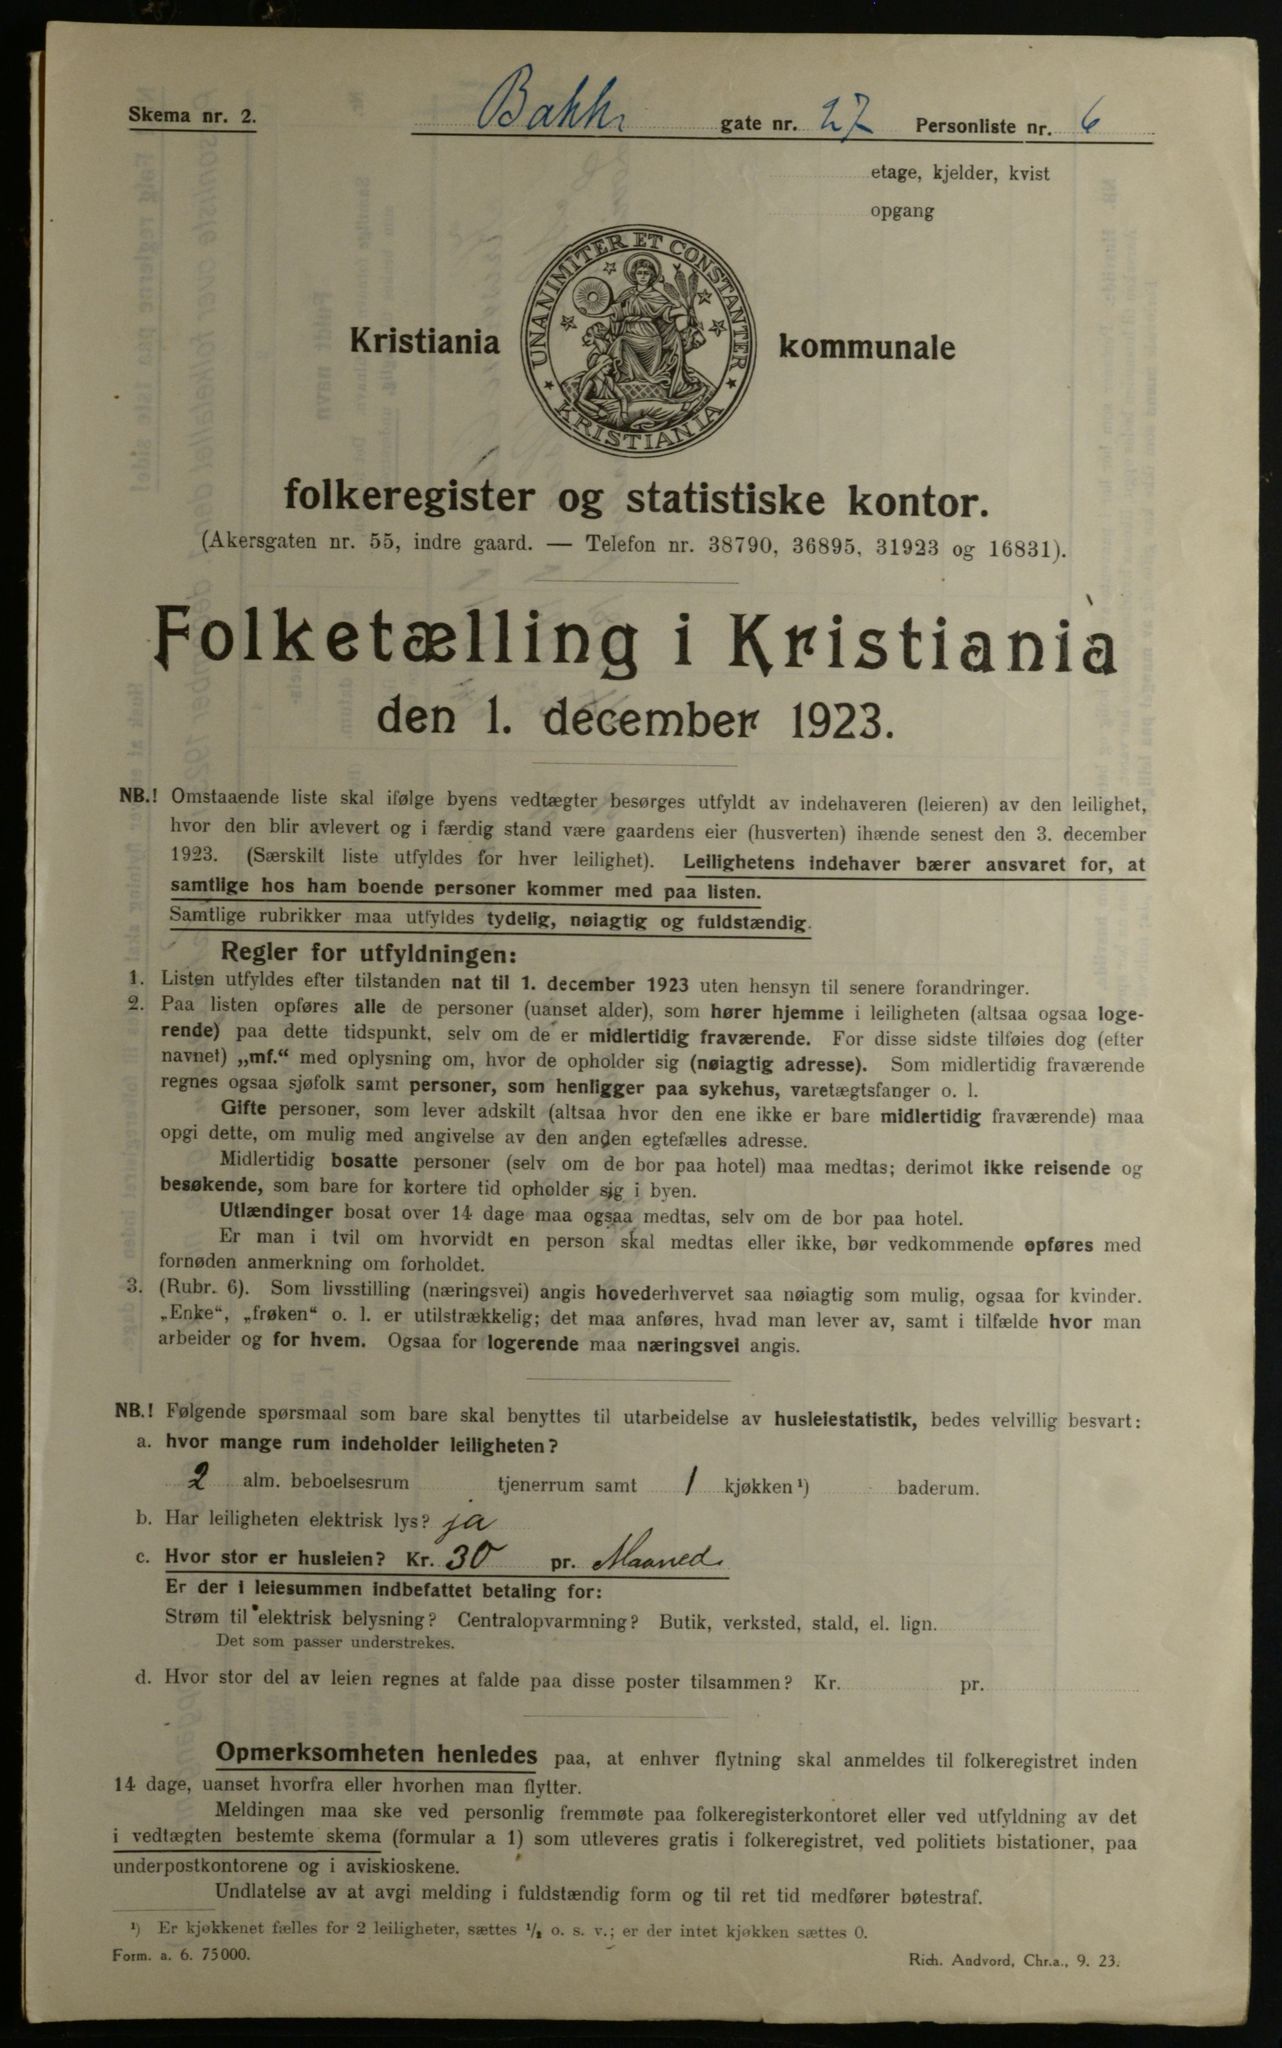 Skema nr. 2.
Bakke gate nr. 27 Personliste nr. 6
etage, kjelder, kvist
opgang
UNANIMITER ET CONSTANTER
KRISTIANIA
Kristiania kommunale
folkeregister og statistiske kontor.
(Akersgaten nr. 55, indre gaard. — Telefon nr. 38790, 36895, 31923 og 16831).
Folketælling i Kristiania
den 1. december 1923.
NB.! Omstaaende liste skal ifølge byens vedtægter besørges utfyldt av indehaveren (leieren) av den leilighet,
hvor den blir avlevert og i færdig stand være gaardens eier (husverten) ihænde senest den 3. december
1923. (Særskilt liste utfyldes for hver leilighet). Leilighetens indehaver bærer ansvaret for, at
samtlige hos ham boende personer kommer med paa listen.
Samtlige rubrikker maa utfyldes tydelig, nøiagtig og fuldstændig.
Regler for utfyldningen:
1. Listen utfyldes efter tilstanden nat til 1. december 1923 uten hensyn til senere forandringer.
2. Paa listen opføres alle de personer (uanset alder), som hører hjemme i leiligheten (altsaa ogsaa loge-
rende) paa dette tidspunkt, selv om de er midlertidig fraværende. For disse sidste tilføies dog (efter
navnet) „mf.“ med oplysning om, hvor de opholder sig (nøiagtig adresse). Som midlertidig fraværende
regnes ogsaa sjøfolk samt personer, som henligger paa sykehus, varetægtsfanger o. l.
Gifte personer, som lever adskilt (altsaa hvor den ene ikke er bare midlertidig fraværende) maa
opgi dette, om mulig med angivelse av den anden egtefælles adresse.
Midlertidig bosatte personer (selv om de bor paa hotel) maa medtas; derimot ikke reisende og
besøkende, som bare for kortere tid opholder sig i byen.
Utlændinger bosat over 14 dage maa ogsaa medtas, selv om de bor paa hotel.
Er man i tvil om hvorvidt en person skal medtas eller ikke, bør vedkommende opføres med
fornøden anmerkning om forholdet.
3. (Rubr. 6). Som livsstilling (næringsvei) angis hovederhvervet saa nøiagtig som mulig, ogsaa for kvinder.
„Enke“, „frøken“ o. l. er utilstrækkelig; det maa anføres, hvad man lever av, samt i tilfælde hvor man
arbeider og for hvem. Ogsaa for logerende maa næringsvei angis.
NB.! Følgende spørsmaal som bare skal benyttes til utarbeidelse av husleiestatistik, bedes velvillig besvart:
a. hvor mange rum indeholder leiligheten?
2 alm. beboelsesrum tjenerrum samt 1 kjøkken ¹) baderum.
b. Har leiligheten elektrisk lys? ja
c. Hvor stor er husleien? Kr. 30 pr. Maaned
Er der i leiesummen indbefattet betaling for:
Strøm til elektrisk belysning? Centralopvarmning? Butik, verksted, stald, el. lign.
Det som passer understrekes.
d. Hvor stor del av leien regnes at falde paa disse poster tilsammen? Kr. pr.
Opmerksomheten henledes paa, at enhver flytning skal anmeldes til folkeregistret inden
14 dage, uanset hvorfra eller hvorhen man flytter.
Meldingen maa ske ved personlig fremmøte paa folkeregisterkontoret eller ved utfyldning av det
i vedtægten bestemte skema (formular a 1) som utleveres gratis i folkeregistret, ved politiets bistationer, paa
underpostkontorene og i aviskioskene.
Undlatelse av at avgi melding i fuldstændig form og til ret tid medfører bøtestraf.
¹) Er kjøkkenet fælles for 2 leiligheter, sættes ½ o. s. v.; er der intet kjøkken sættes 0.
Form. a. 6. 75000.
Rich. Andvord, Chr.a., 9. 23.